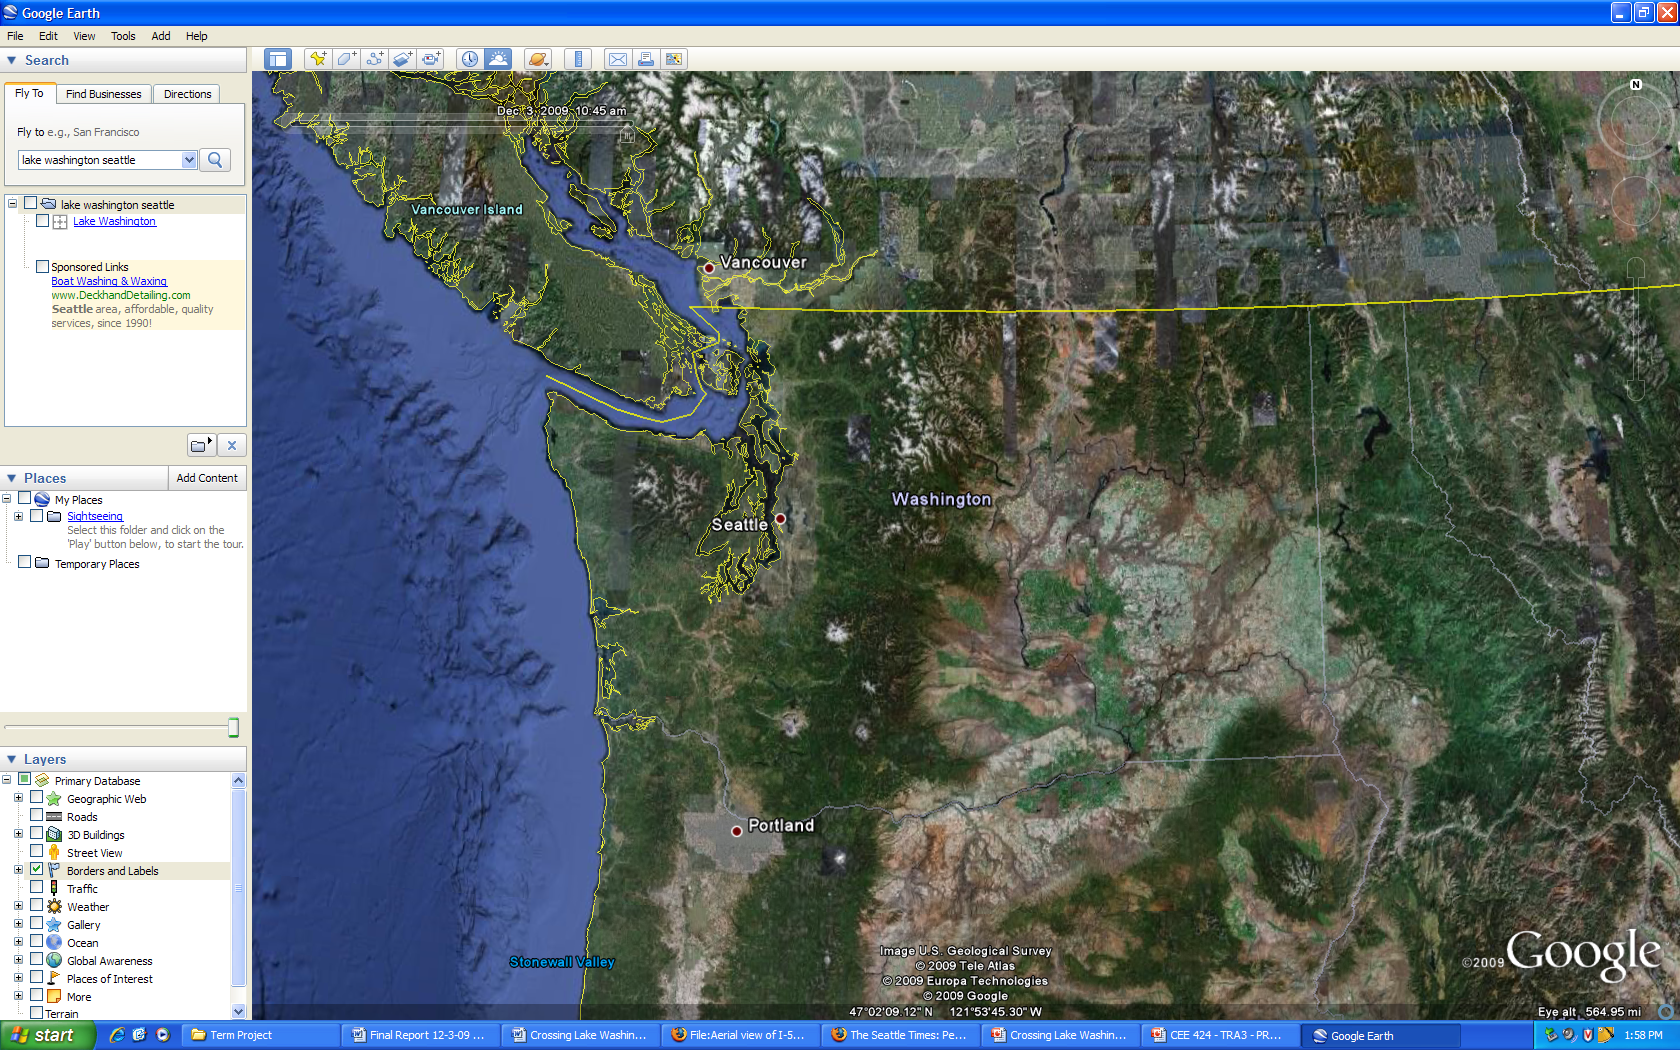 Google Earth
File Edit View Tools Add Help
Search
Fly To Find Businesses Directions
Fly to e.g., San Francisco
lake washington seattle
lake washington seattle
Lake Washington
Sponsored Links
Boat Washing & Waxing
www.DeckhandDetailing.com
Seattle area, affordable, quality
services, since 1990!
Places
Add Content
My Places
Sightseeing
Select this folder and click on the
'Play' button below, to start the tour.
Temporary Places
Layers
Primary Database
Geographic Web
Roads
3D Buildings
Street View
Borders and Labels
Traffic
Weather
Gallery
Ocean
Global Awareness
Places of Interest
More
Terrain
Dec 3, 2009 10:45 am
N
Vancouver Island
Vancouver
Washington
Seattle
Portland
Stonewall Valley
Image U.S. Geological Survey
© 2009 Tele Atlas
© 2009 Europa Technologies
© 2009 Google
©2009 Google
47°02'09.12" N 121°53'45.30" W
Eye alt 564.95 mi
start
Term Project
Final Report 12-3-09 ...
Crossing Lake Washin...
File:Aerial view of I-5...
The Seattle Times: Pe...
Crossing Lake Washin...
CEE 424 - TRA3 - PR...
Google Earth
1:58 PM